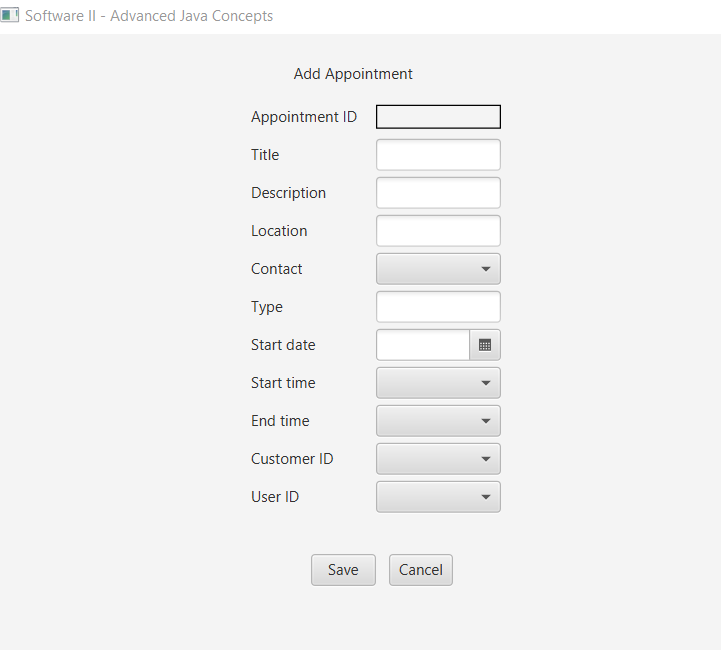 Software II - Advanced Java Concepts
Add Appointment
Appointment ID
Title
Description
Location
Contact
Type
Start date
Start time
End time
Customer ID
User ID
Save Cancel